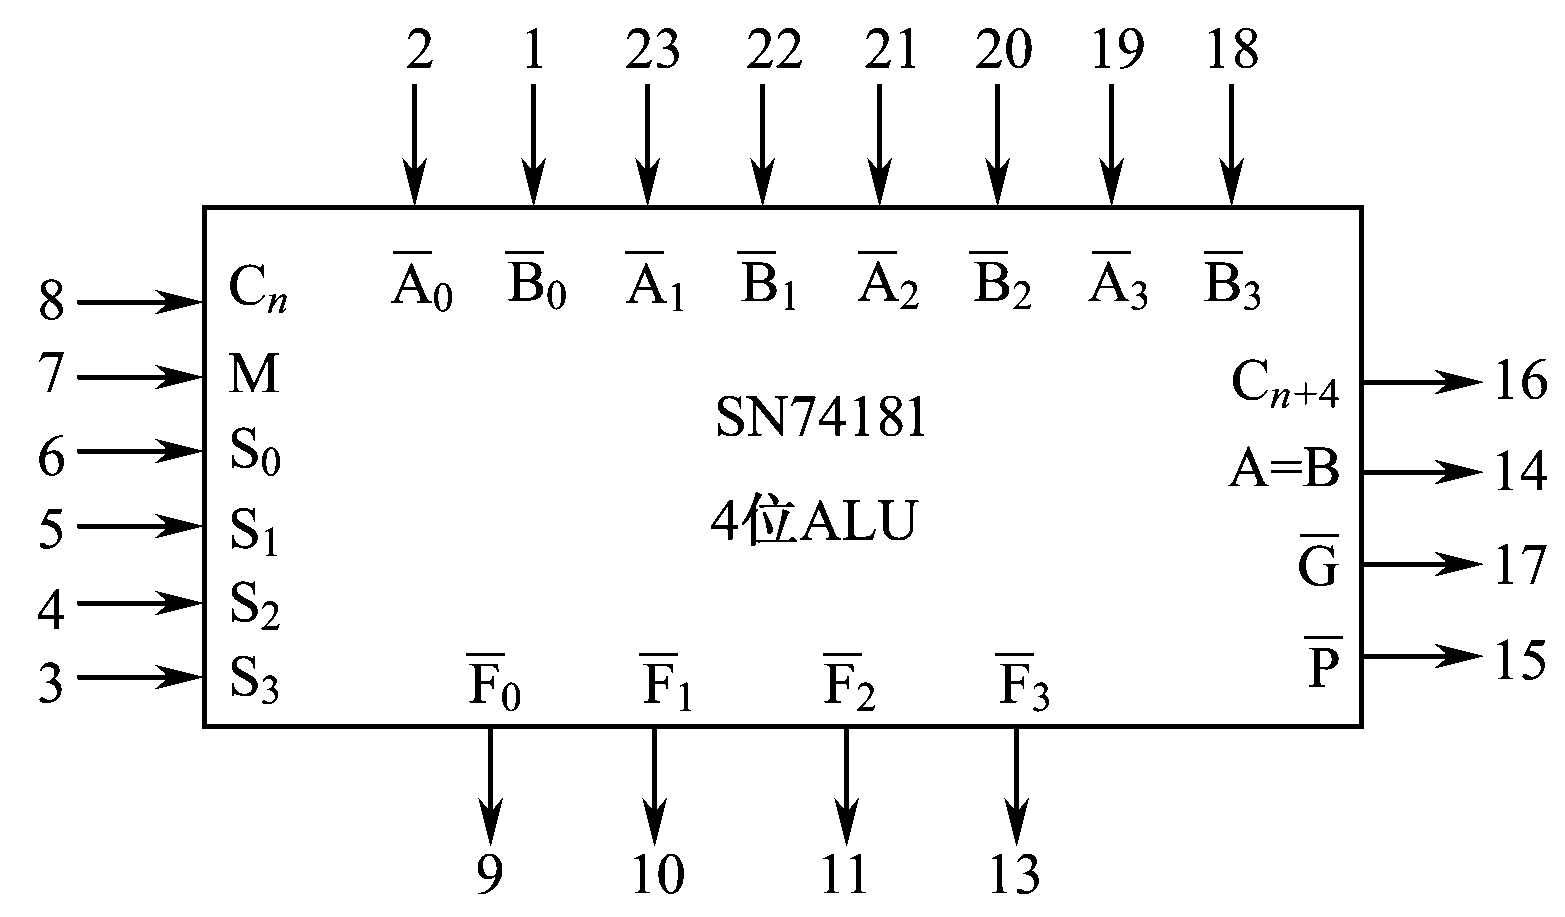 2 1 23 22 21 20 19 18
A̅₀ B̅₀ A̅₁ B̅₁ A̅₂ B̅₂ A̅₃ B̅₃
8 Cₙ
7 M
Cₙ₊₄ 16
SN74181
6 S₀
A=B 14
5 S₁
4位ALU
G̅ 17
4 S₂
P̅ 15
3 S₃
F̅₀ F̅₁ F̅₂ F̅₃
9 10 11 13